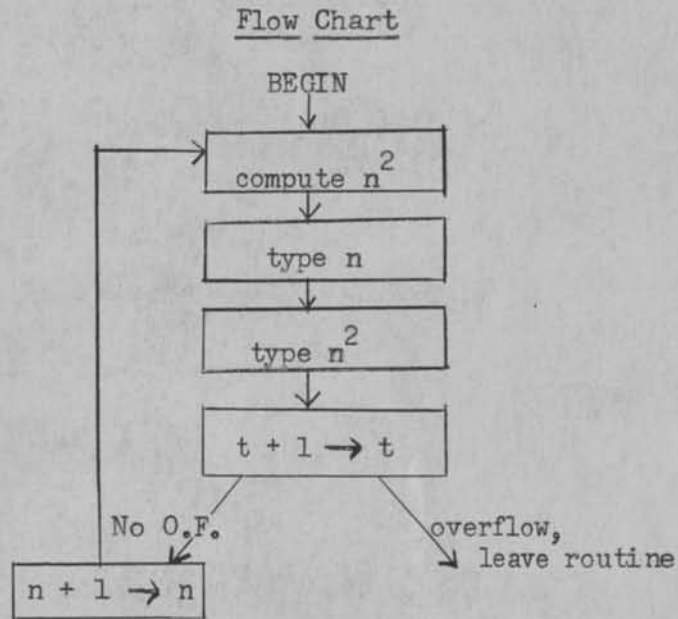 Flow Chart
BEGIN
compute n²
type n
type n²
t + 1 → t
No O.F.
overflow,
leave routine
n + 1 → n